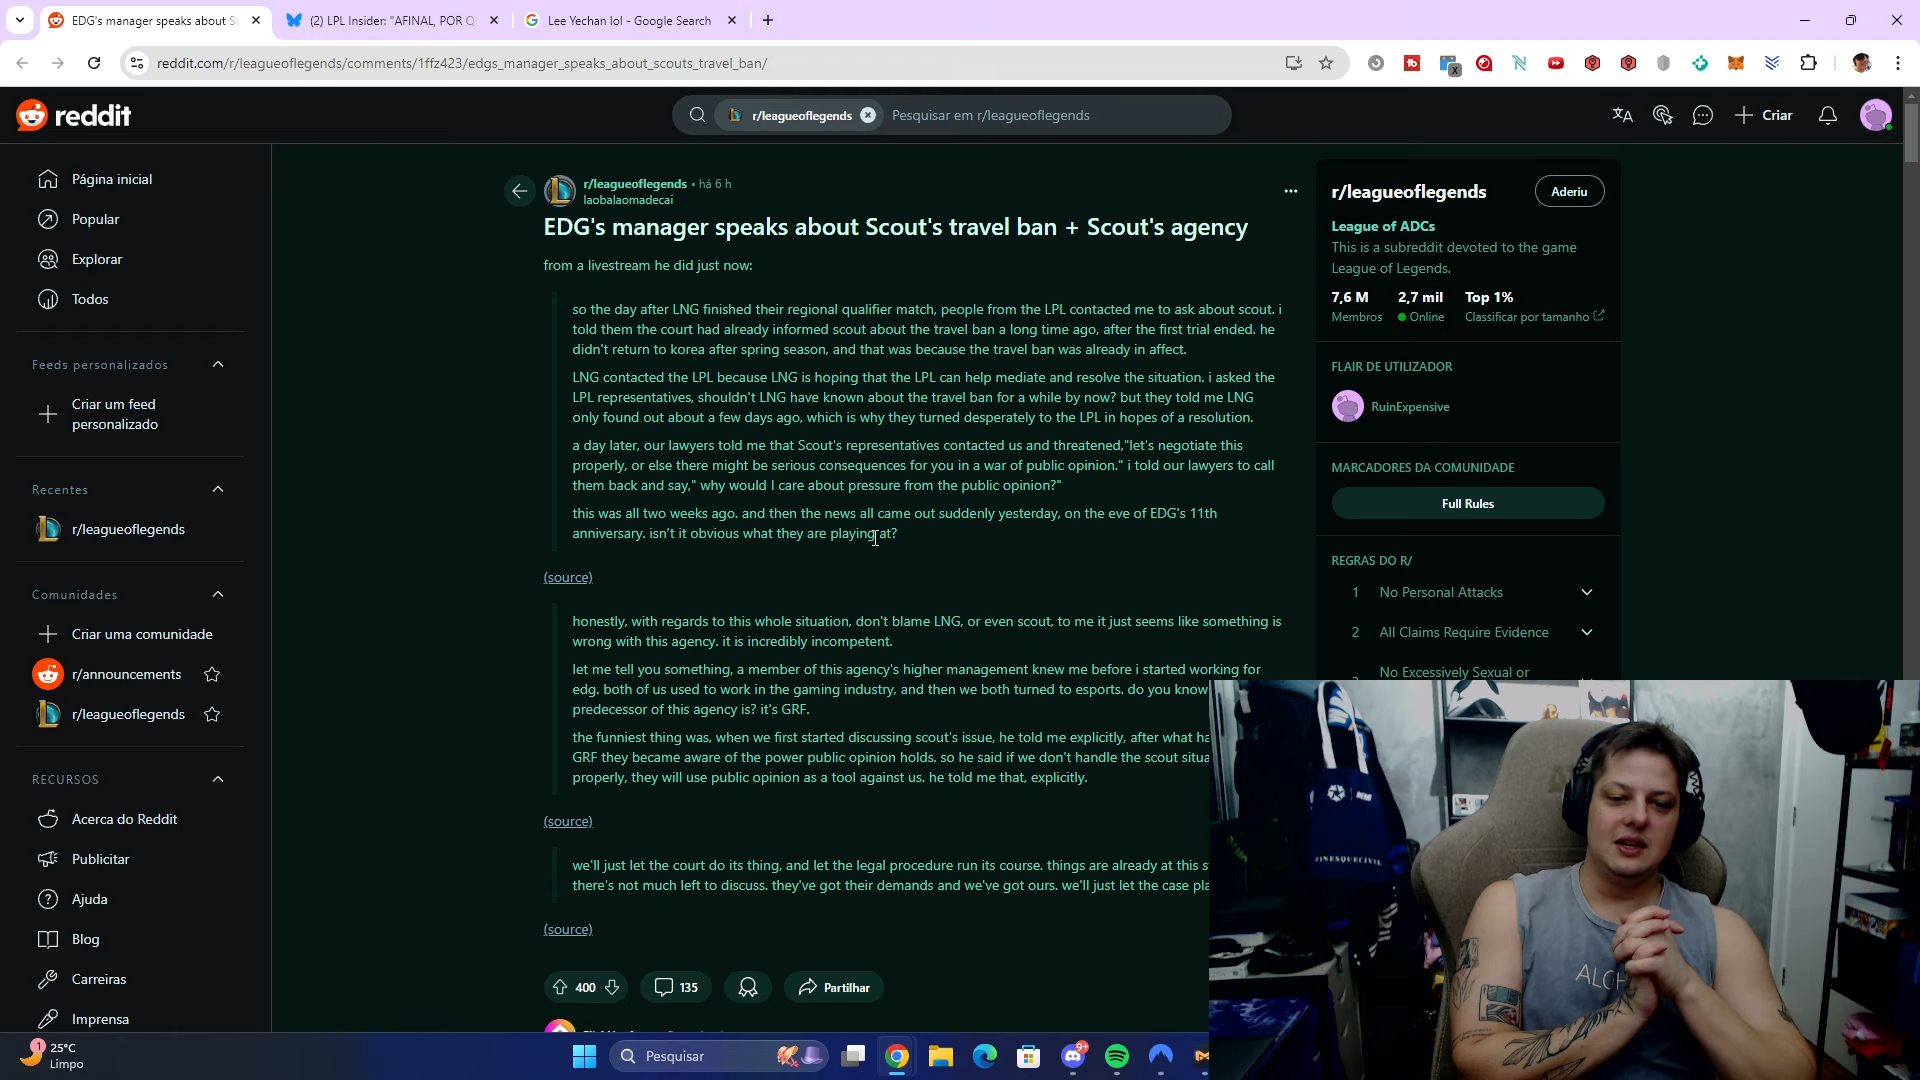 EDG's manager speaks about S
(2) LPL Insider: "AFINAL, POR Q
Lee Yechan lol - Google Search
reddit.com/r/leagueoflegends/comments/1ffz423/edgs_manager_speaks_about_scouts_travel_ban/
reddit
r/leagueoflegends
Pesquisar em r/leagueoflegends
Criar
Página inicial
Popular
Explorar
Todos
Feeds personalizados
Criar um feed
personalizado
Recentes
r/leagueoflegends
Comunidades
Criar uma comunidade
r/announcements
r/leagueoflegends
RECURSOS
Acerca do Reddit
Publicitar
Ajuda
Blog
Carreiras
Imprensa
r/leagueoflegends • há 6 h
laobalaomadecai
EDG's manager speaks about Scout's travel ban + Scout's agency
from a livestream he did just now:
so the day after LNG finished their regional qualifier match, people from the LPL contacted me to ask about scout. i
told them the court had already informed scout about the travel ban a long time ago, after the first trial ended. he
didn't return to korea after spring season, and that was because the travel ban was already in affect.
LNG contacted the LPL because LNG is hoping that the LPL can help mediate and resolve the situation. i asked the
LPL representatives, shouldn't LNG have known about the travel ban for a while by now? but they told me LNG
only found out about a few days ago, which is why they turned desperately to the LPL in hopes of a resolution.
a day later, our lawyers told me that Scout's representatives contacted us and threatened,"let's negotiate this
properly, or else there might be serious consequences for you in a war of public opinion." i told our lawyers to call
them back and say," why would I care about pressure from the public opinion?"
this was all two weeks ago. and then the news all came out suddenly yesterday, on the eve of EDG's 11th
anniversary. isn't it obvious what they are playing at?
(source)
honestly, with regards to this whole situation, don't blame LNG, or even scout, to me it just seems like something is
wrong with this agency. it is incredibly incompetent.
let me tell you something, a member of this agency's higher management knew me before i started working for
edg. both of us used to work in the gaming industry, and then we both turned to esports. do you know
predecessor of this agency is? it's GRF.
the funniest thing was, when we first started discussing scout's issue, he told me explicitly, after what ha
GRF they became aware of the power public opinion holds. so he said if we don't handle the scout situa
properly, they will use public opinion as a tool against us. he told me that, explicitly.
(source)
we'll just let the court do its thing, and let the legal procedure run its course. things are already at this s
there's not much left to discuss. they've got their demands and we've got ours. we'll just let the case pla
(source)
400
135
Partilhar
r/leagueoflegends
Aderiu
League of ADCs
This is a subreddit devoted to the game
League of Legends.
7,6 M
2,7 mil
Top 1%
Membros
Online
Classificar por tamanho
FLAIR DE UTILIZADOR
RuinExpensive
MARCADORES DA COMUNIDADE
Full Rules
REGRAS DO R/
1 No Personal Attacks
2 All Claims Require Evidence
No Excessively Sexual or
1
25°C
Limpo
Pesquisar
9+